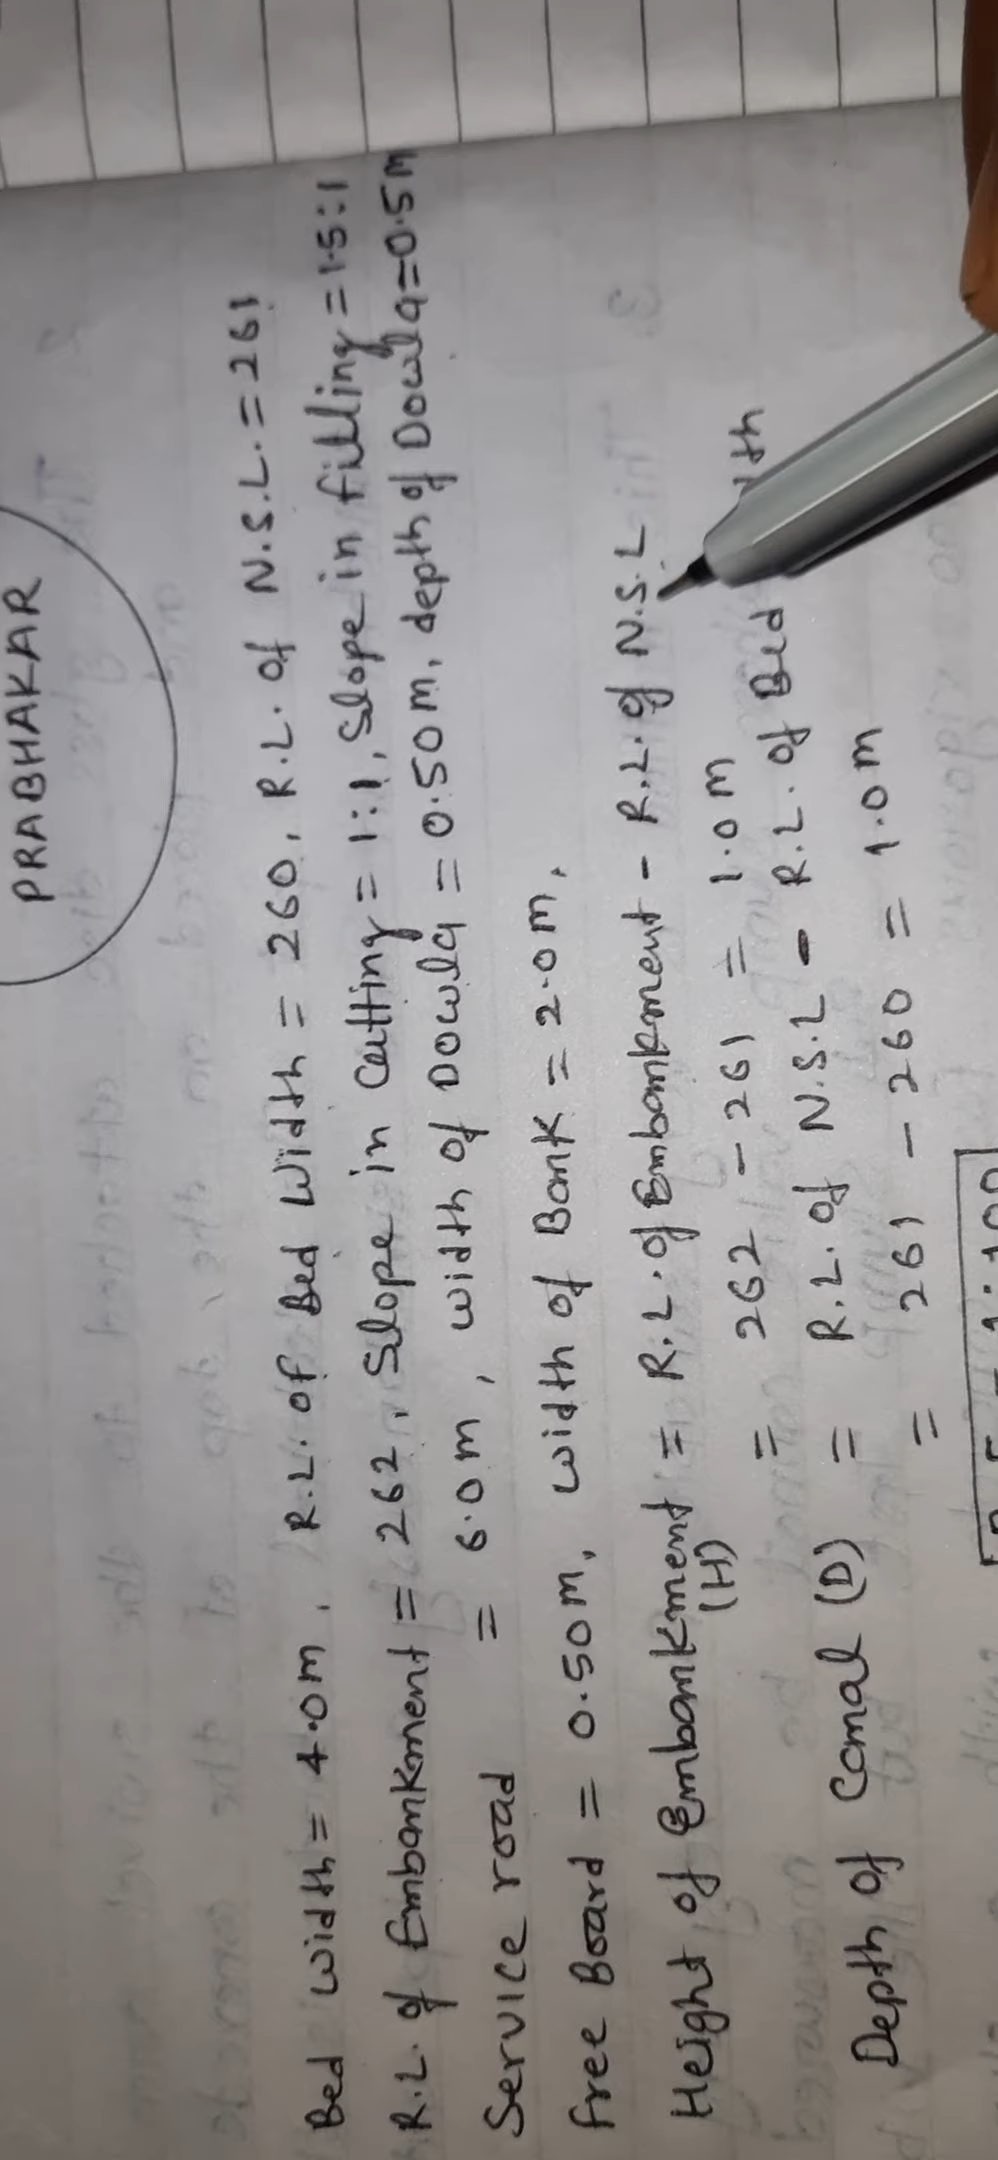 PRABHAKAR
Bed width = 4.0m, R.L. of Bed Width = 260, R.L. of N.S.L. = 261
R.L. of Embankment = 262, Slope in Cutting = 1:1, Slope in filling = 1.5:1
Service road = 6.0m, width of Dowla = 0.50m, depth of Dowla=0.5m
free Board = 0.50m, width of Bank = 2.0m,
Height of Embankment = R.L. of Embankment - R.L. of N.S.L
(H)
= 262 - 261 = 1.0m
Depth of Canal (D) = R.L. of N.S.L - R.L. of Bed
= 261 - 260 = 1.0m